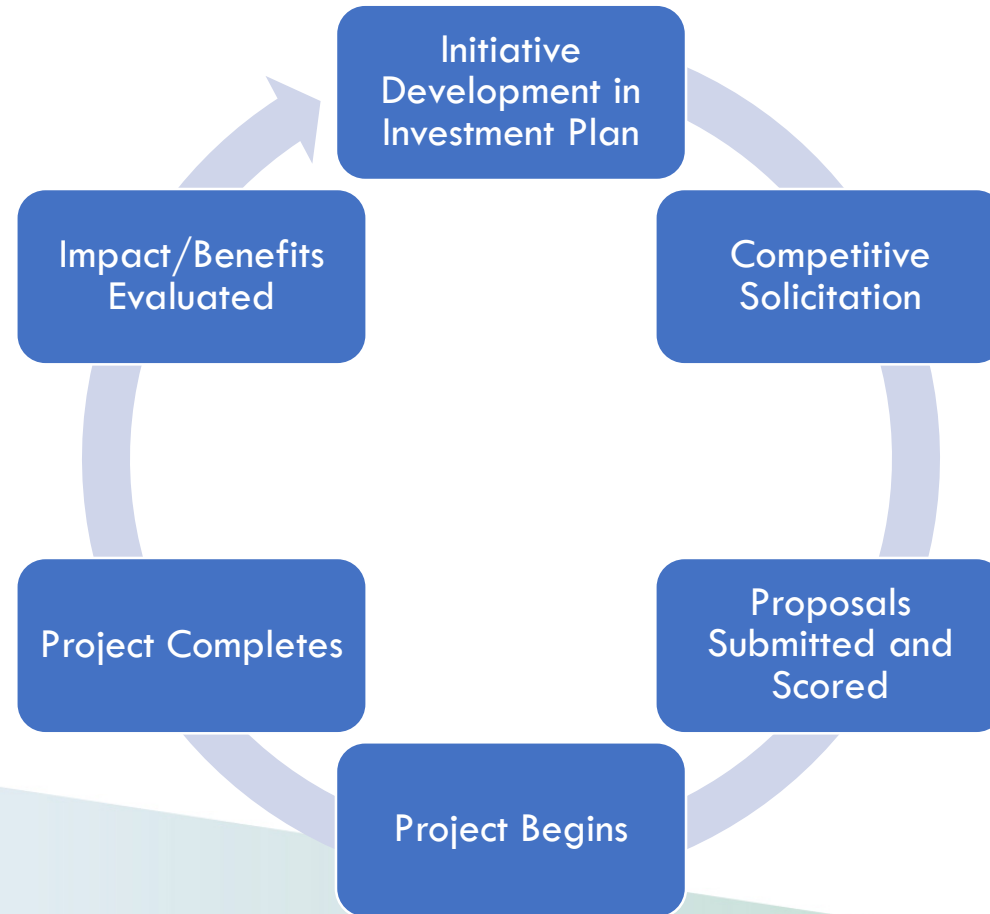 Initiative
Development in
Investment Plan
Competitive
Solicitation
Proposals
Submitted and
Scored
Project Begins
Project Completes
Impact/Benefits
Evaluated